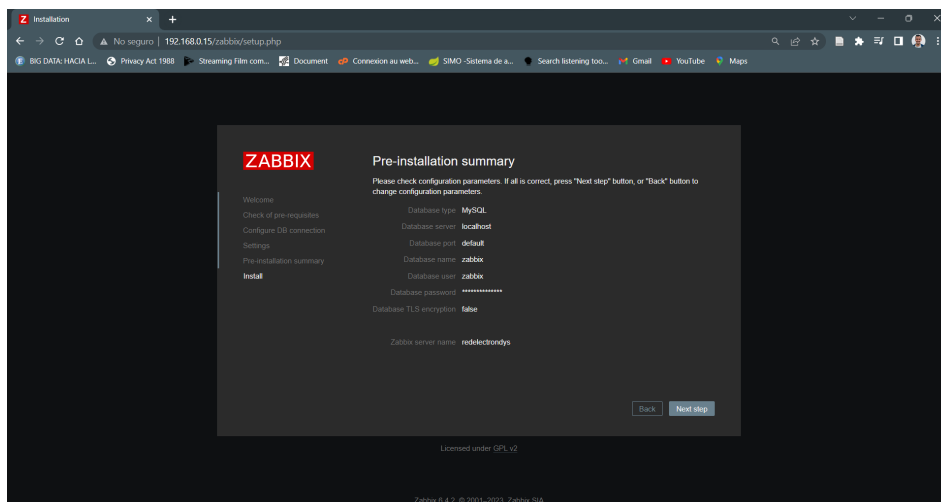 Z Installation
No seguro | 192.168.0.15/zabbix/setup.php
BIG DATA: HACIA L... Privacy Act 1988 Streaming Film com... Document Connexion au web... SIMO -Sistema de a... Search listening too... Gmail YouTube Maps
ZABBIX
Welcome
Check of pre-requisites
Configure DB connection
Settings
Pre-installation summary
Install
Pre-installation summary
Please check configuration parameters. If all is correct, press "Next step" button, or "Back" button to
change configuration parameters.
Database type MySQL
Database server localhost
Database port default
Database name zabbix
Database user zabbix
Database password **************
Database TLS encryption false
Zabbix server name redelectrondys
Back Next step
Licensed under GPL v2
Zabbix 6.4.2. © 2001–2023, Zabbix SIA